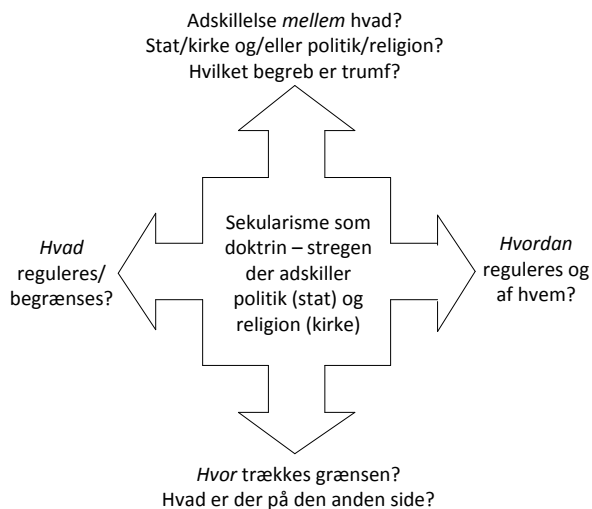 Adskillelse mellem hvad?
Stat/kirke og/eller politik/religion?
Hvilket begreb er trumf?
Hvad
reguleres/
begrænses?
Sekularisme som
doktrin – stregen
der adskiller
politik (stat) og
religion (kirke)
Hvordan
reguleres og
af hvem?
Hvor trækkes grænsen?
Hvad er der på den anden side?